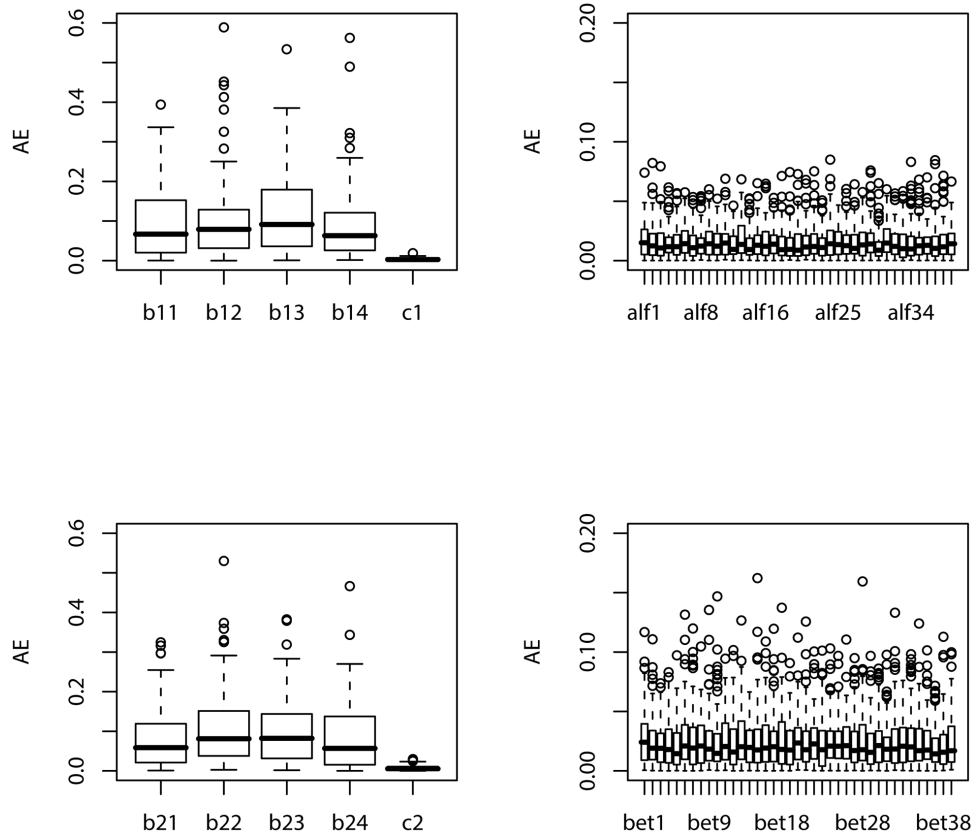 AE
0.0 0.2 0.4 0.6
b11 b12 b13 b14 c1
AE
0.00 0.10 0.20
alf1 alf8 alf16 alf25 alf34
AE
0.0 0.2 0.4 0.6
b21 b22 b23 b24 c2
AE
0.00 0.10 0.20
bet1 bet9 bet18 bet28 bet38